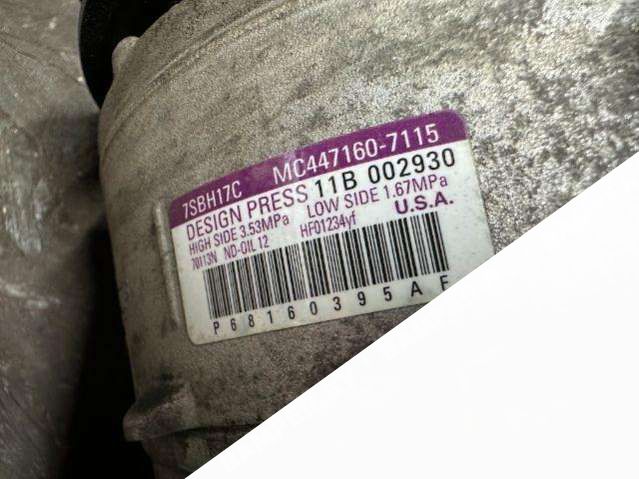 7SBH17C MC447160-7115
DESIGN PRESS 11B 002930
HIGH SIDE 3.53MPa LOW SIDE 1.67MPa
70113N ND-OIL 12 HFO1234yf U.S.A.
P68160395AF